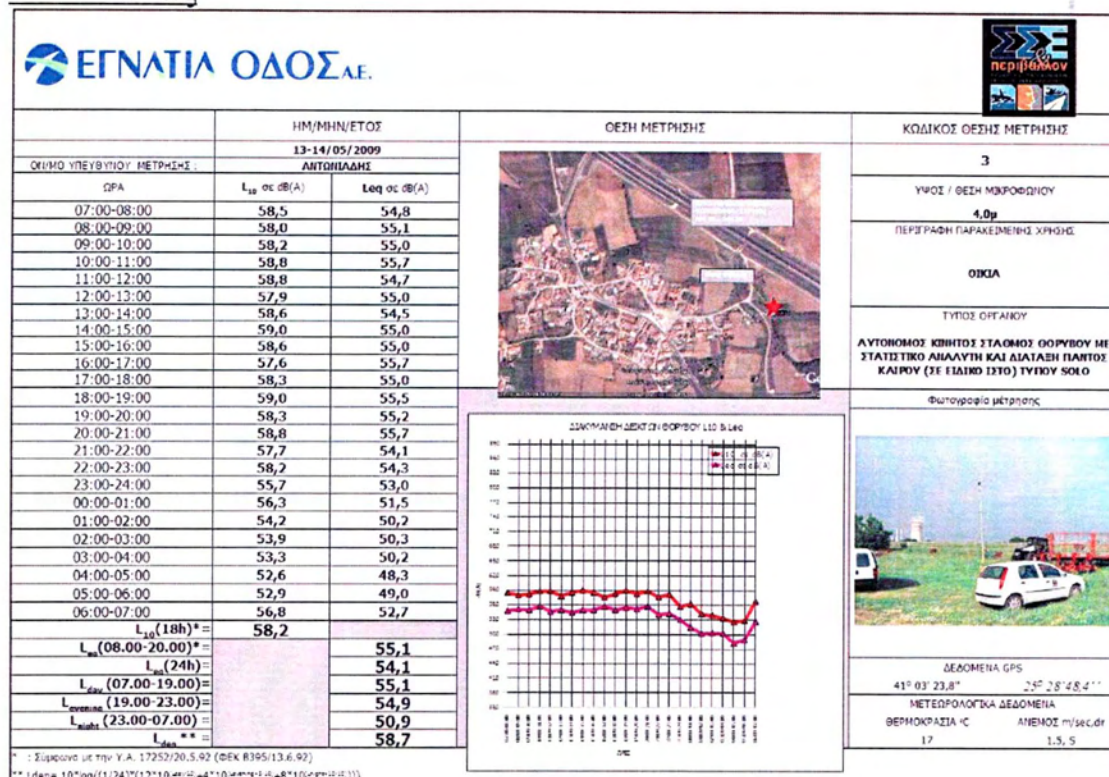 ΕΓΝΑΤΙΑ ΟΔΟΣ Α.Ε.
ΣΣΕ
&
περιβάλλον
ΗΜ/ΜΗΝ/ΕΤΟΣ
ΘΕΣΗ ΜΕΤΡΗΣΗΣ
ΚΩΔΙΚΟΣ ΘΕΣΗΣ ΜΕΤΡΗΣΗΣ
13-14/05/2009
3
ΟΝ/ΜΟ ΥΠΕΥΘΥΝΟΥ ΜΕΤΡΗΣΗΣ : ΑΝΤΩΝΙΑΔΗΣ
ΩΡΑ L10 σε dB(A) Leq σε dB(A)
07:00-08:00 58,5 54,8
08:00-09:00 58,0 55,1
09:00-10:00 58,2 55,0
10:00-11:00 58,8 55,7
11:00-12:00 58,8 54,7
12:00-13:00 57,9 55,0
13:00-14:00 58,6 54,5
14:00-15:00 59,0 55,0
15:00-16:00 58,6 55,0
16:00-17:00 57,6 55,7
17:00-18:00 58,3 55,0
18:00-19:00 59,0 55,5
19:00-20:00 58,3 55,2
20:00-21:00 58,8 55,7
21:00-22:00 57,7 54,1
22:00-23:00 58,2 54,3
23:00-24:00 55,7 53,0
00:00-01:00 56,3 51,5
01:00-02:00 54,2 50,2
02:00-03:00 53,9 50,3
03:00-04:00 53,3 50,2
04:00-05:00 52,6 48,3
05:00-06:00 52,9 49,0
06:00-07:00 56,8 52,7
L10(18h)*= 58,2
Leq(08.00-20.00)*= 55,1
Leq(24h)= 54,1
Lday (07.00-19.00)= 55,1
Levening (19.00-23.00)= 54,9
Lnight (23.00-07.00) = 50,9
Lden ** = 58,7
* : Σύμφωνα με την Υ.Α. 17252/20.5.92 (ΦΕΚ Β395/13.6.92)
ΔΙΑΚΥΜΑΝΣΗ ΔΕΙΚΤΩΝ ΘΟΡΥΒΟΥ L10 & Leq
L10 σε dB(A)
Leq σε dB(A)
ΥΨΟΣ / ΘΕΣΗ ΜΙΚΡΟΦΩΝΟΥ
4,0μ
ΠΕΡΙΓΡΑΦΗ ΠΑΡΑΚΕΙΜΕΝΗΣ ΧΡΗΣΗΣ
ΟΙΚΙΑ
ΤΥΠΟΣ ΟΡΓΑΝΟΥ
ΑΥΤΟΝΟΜΟΣ ΚΙΝΗΤΟΣ ΣΤΑΘΜΟΣ ΘΟΡΥΒΟΥ ΜΕ
ΣΤΑΤΙΣΤΙΚΟ ΑΝΑΛΥΤΗ ΚΑΙ ΔΙΑΤΑΞΗ ΠΑΝΤΟΣ
ΚΑΙΡΟΥ (ΣΕ ΕΙΔΙΚΟ ΙΣΤΟ) ΤΥΠΟΥ SOLO
Φωτογραφία μέτρησης
ΔΕΔΟΜΕΝΑ GPS
41° 03' 23,8" 25° 28'48,4"
ΜΕΤΕΩΡΟΛΟΓΙΚΑ ΔΕΔΟΜΕΝΑ
ΘΕΡΜΟΚΡΑΣΙΑ °C ΑΝΕΜΟΣ m/sec,dir
17 1.5, S